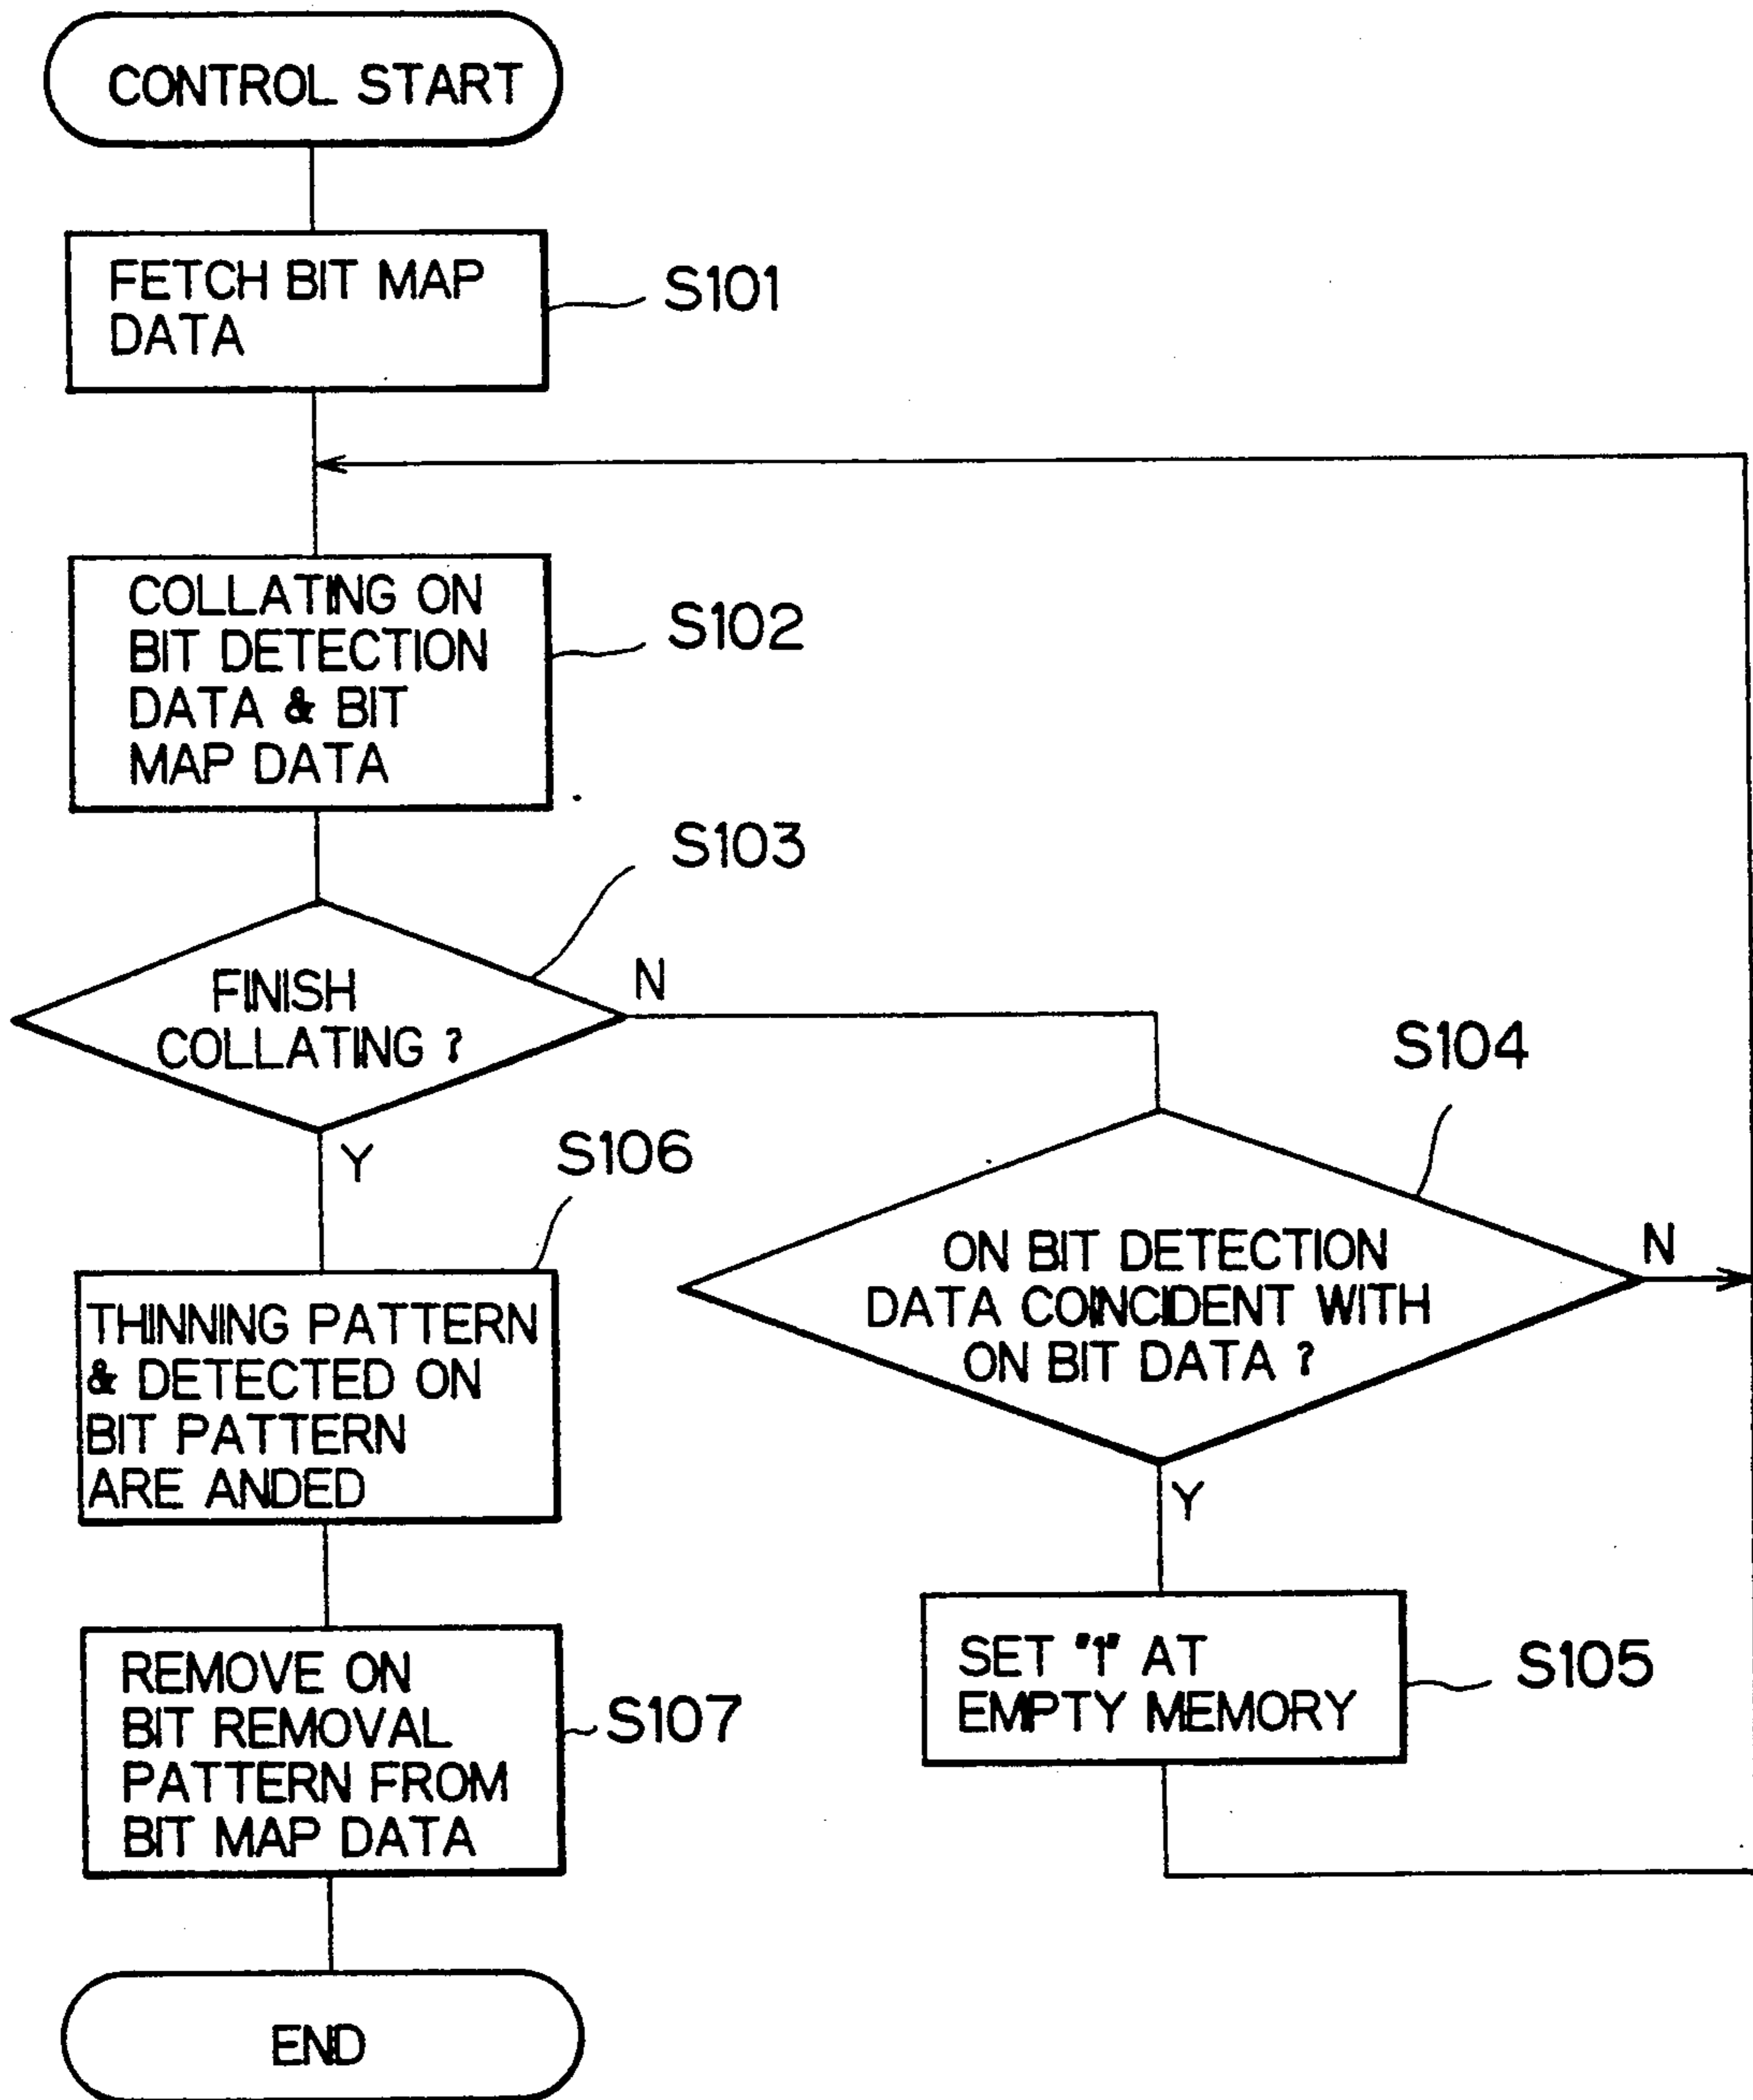 CONTROL START
FETCH BIT MAP
DATA
S101
COLLATING ON
BIT DETECTION
DATA & BIT
MAP DATA
S102
S103
FINISH
COLLATING ?
N
Y
S104
ON BIT DETECTION
DATA COINCIDENT WITH
ON BIT DATA ?
N
Y
S106
THINNING PATTERN
& DETECTED ON
BIT PATTERN
ARE ANDED
SET "1" AT
EMPTY MEMORY
S105
REMOVE ON
BIT REMOVAL
PATTERN FROM
BIT MAP DATA
S107
END